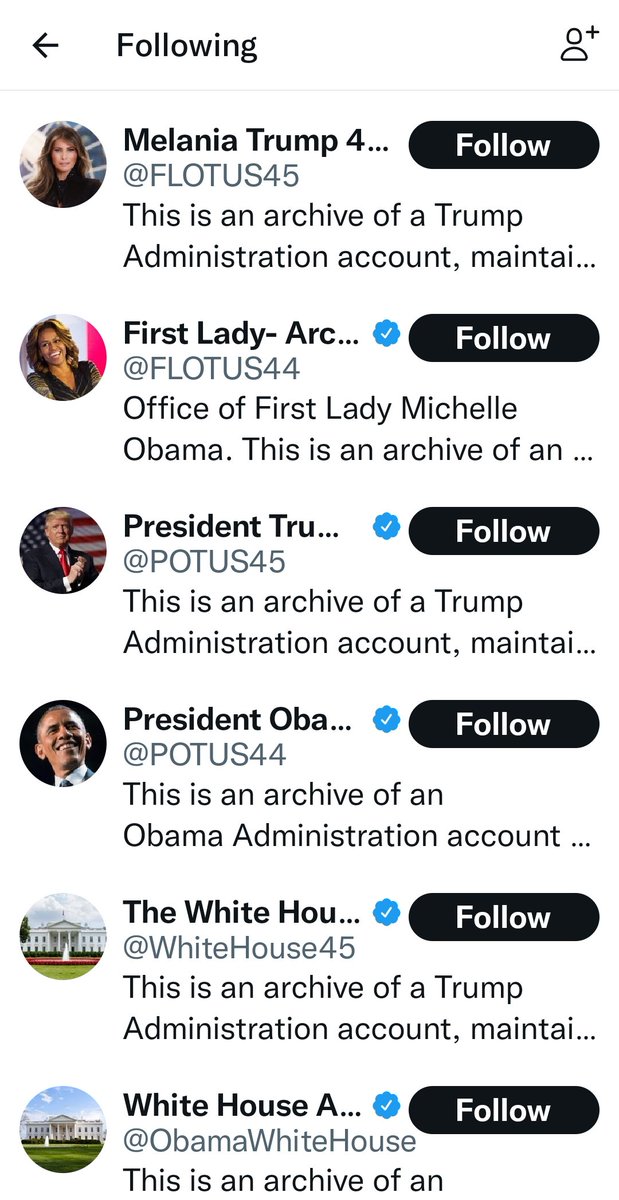 Following
Melania Trump 4...
Follow
@FLOTUS45
This is an archive of a Trump
Administration account, maintai...
First Lady- Arc...
Follow
@FLOTUS44
Office of First Lady Michelle
Obama. This is an archive of an ...
President Tru...
Follow
@POTUS45
This is an archive of a Trump
Administration account, maintai...
President Oba...
Follow
@POTUS44
This is an archive of an
Obama Administration account ...
The White Hou...
Follow
@WhiteHouse45
This is an archive of a Trump
Administration account, maintai...
White House A...
Follow
@ObamaWhiteHouse
This is an archive of an